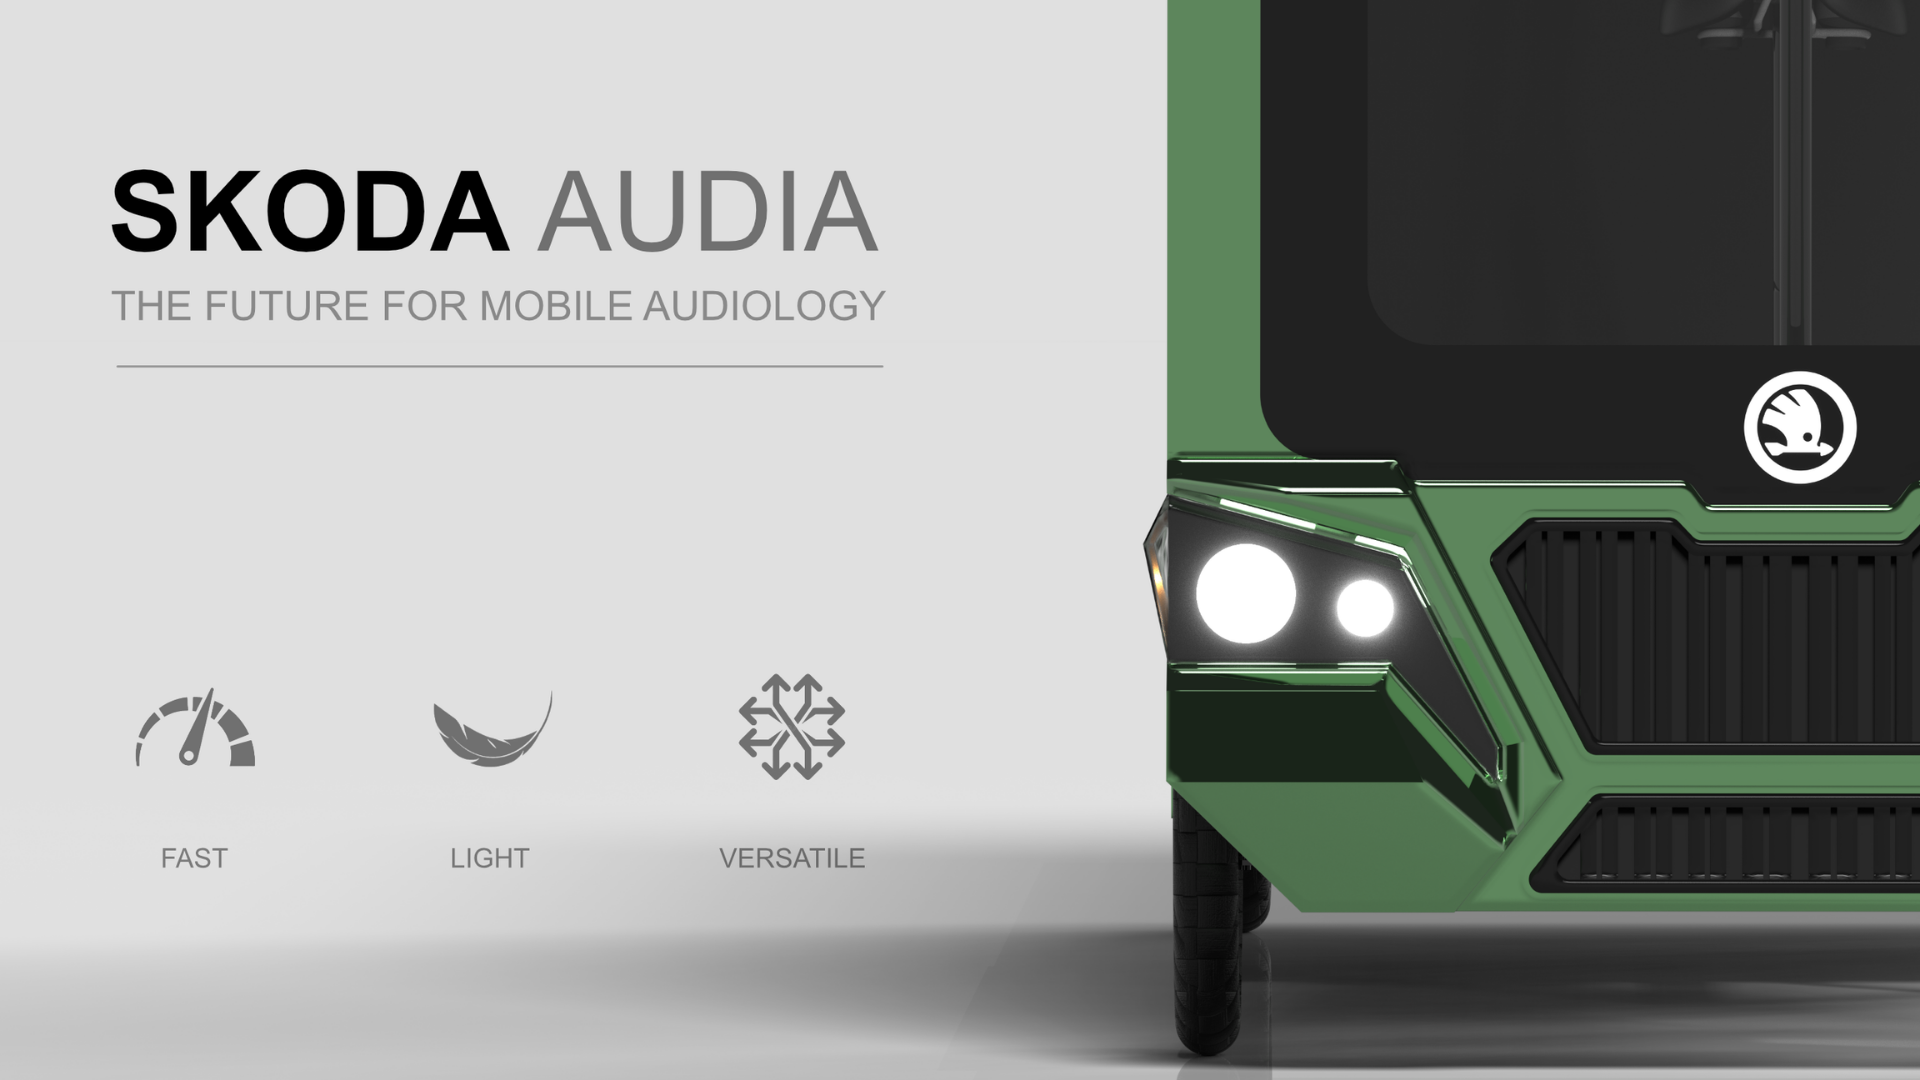 SKODA AUDIA
THE FUTURE FOR MOBILE AUDIOLOGY
FAST
LIGHT
VERSATILE